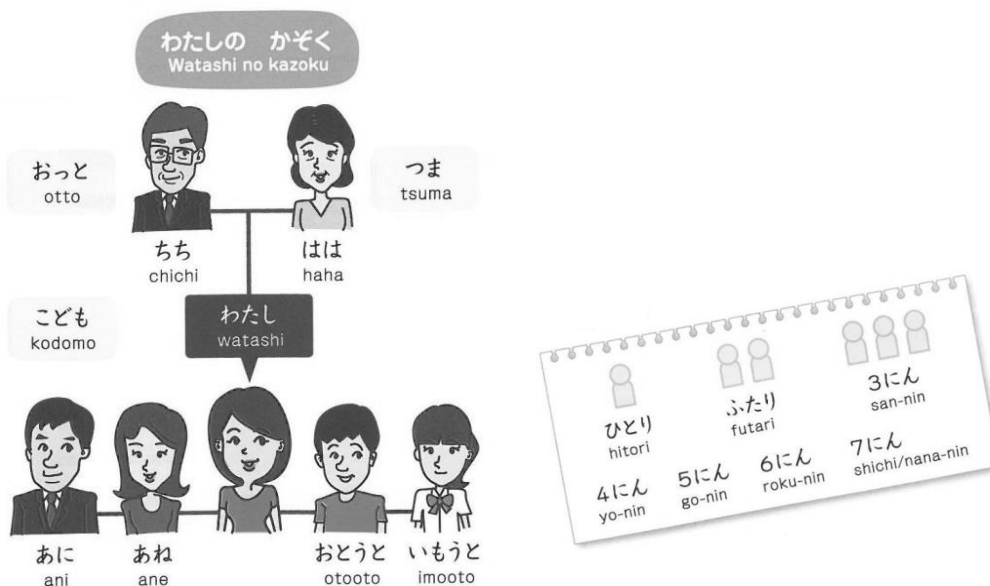 わたしの かぞく
Watashi no kazoku
おっと
otto
つま
tsuma
ちち
chichi
はは
haha
こども
kodomo
わたし
watashi
あに
ani
あね
ane
おとうと
otooto
いもうと
imooto
ひとり
hitori
ふたり
futari
3にん
san-nin
4にん
yo-nin
5にん
go-nin
6にん
roku-nin
7にん
shichi/nana-nin